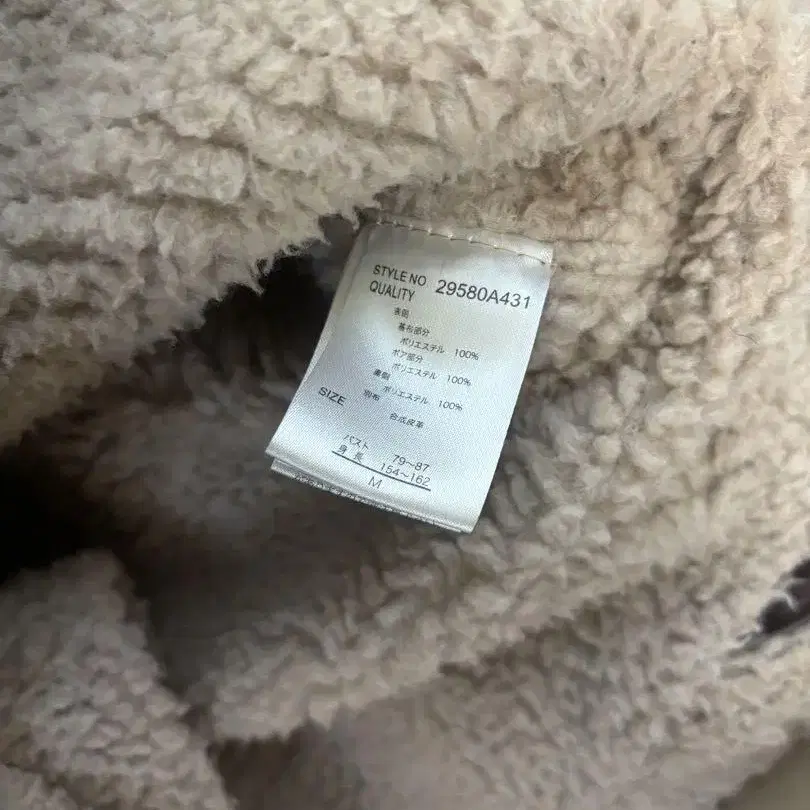 STYLE NO 29580A431
QUALITY
表側
基布部分
ポリエステル 100%
ボア部分
ポリエステル 100%
裏側
ポリエステル 100%
別布
合成皮革
SIZE
バスト 79~87
身長 154~162
M